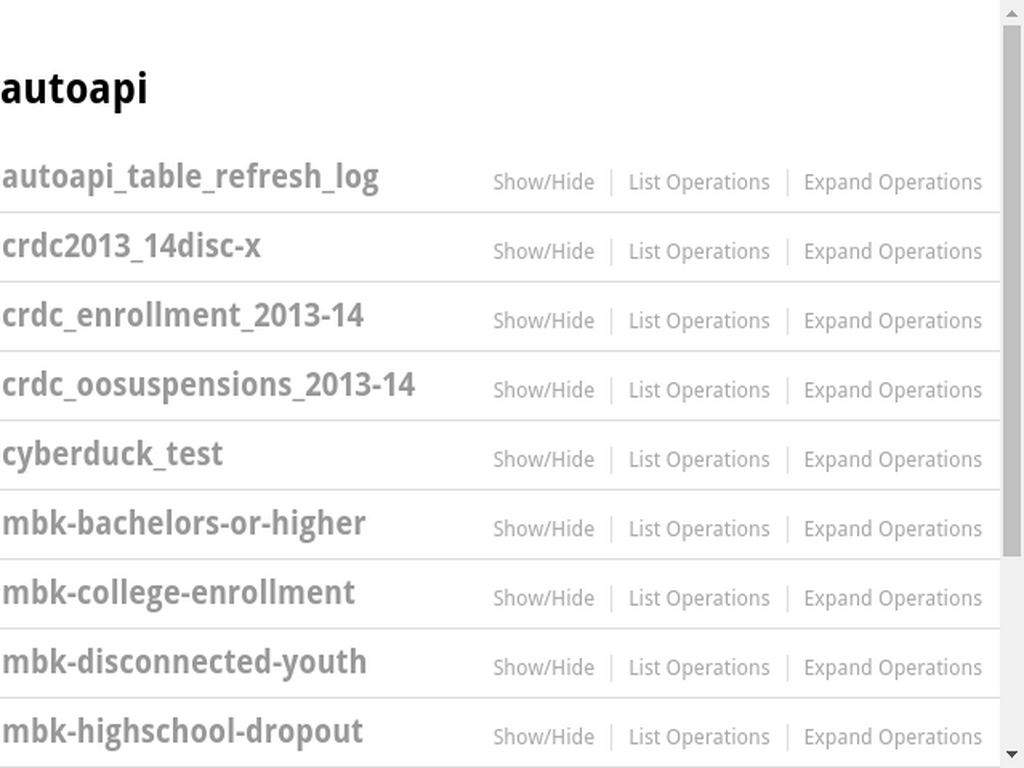 autoapi
autoapi_table_refresh_log Show/Hide List Operations Expand Operations
crdc2013_14disc-x Show/Hide List Operations Expand Operations
crdc_enrollment_2013-14 Show/Hide List Operations Expand Operations
crdc_oosuspensions_2013-14 Show/Hide List Operations Expand Operations
cyberduck_test Show/Hide List Operations Expand Operations
mbk-bachelors-or-higher Show/Hide List Operations Expand Operations
mbk-college-enrollment Show/Hide List Operations Expand Operations
mbk-disconnected-youth Show/Hide List Operations Expand Operations
mbk-highschool-dropout Show/Hide List Operations Expand Operations